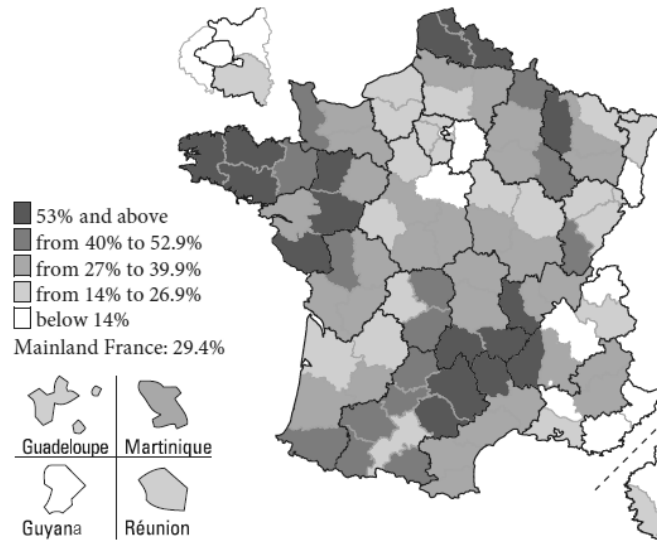 53% and above
from 40% to 52.9%
from 27% to 39.9%
from 14% to 26.9%
below 14%
Mainland France: 29.4%
Guadeloupe
Martinique
Guyana
Réunion